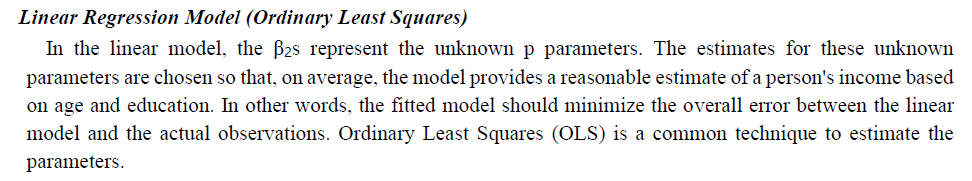 Linear Regression Model (Ordinary Least Squares)
In the linear model, the β2s represent the unknown p parameters. The estimates for these unknown
parameters are chosen so that, on average, the model provides a reasonable estimate of a person's income based
on age and education. In other words, the fitted model should minimize the overall error between the linear
model and the actual observations. Ordinary Least Squares (OLS) is a common technique to estimate the
parameters.